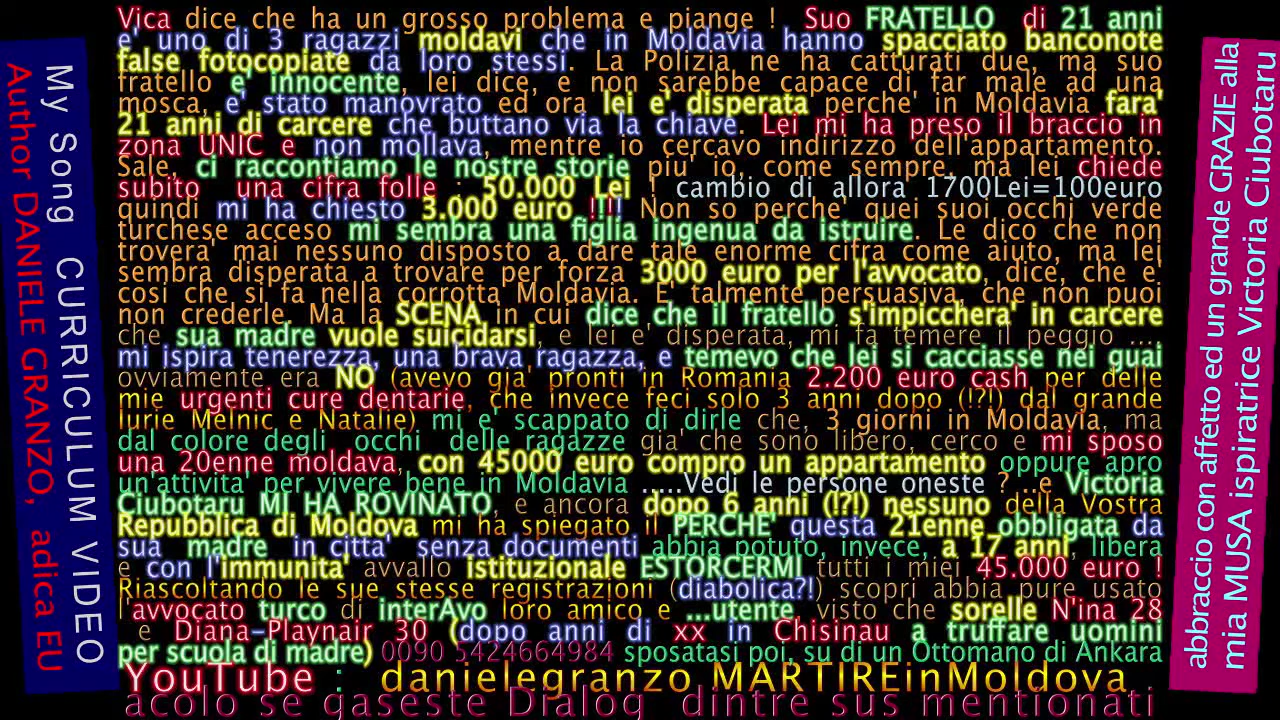 My Song CURRICULUM VIDEO
Author DANIELE GRANZO, adica EU
Vica dice che ha un grosso problema e piange ! Suo FRATELLO di 21 anni
e' uno di 3 ragazzi moldavi che in Moldavia hanno spacciato banconote
false fotocopiate da loro stessi. La Polizia ne ha catturati due, ma suo
fratello e' innocente, lei dice, e non sarebbe capace di far male ad una
mosca, e' stato manovrato ed ora lei e' disperata perche' in Moldavia fara'
21 anni di carcere che buttano via la chiave. Lei mi ha preso il braccio in
zona UNIC e non mollava, mentre io cercavo indirizzo dell'appartamento.
Sale, ci raccontiamo le nostre storie piu' io, come sempre, ma lei chiede
subito una cifra folle : 50.000 Lei ! cambio di allora 1700Lei=100euro
quindi mi ha chiesto 3.000 euro !!!! Non so perche' quei suoi occhi verde
turchese acceso mi sembra una figlia ingenua da istruire. Le dico che non
trovera' mai nessuno disposto a dare tale enorme cifra come aiuto, ma lei
sembra disperata a trovare per forza 3000 euro per l'avvocato, dice, che e'
cosi che si fa nella corrotta Moldavia. E' talmente persuasiva, che non puoi
non crederle. Ma la SCENA in cui dice che il fratello s'impicchera' in carcere
che sua madre vuole suicidarsi, e lei e' disperata, mi fa temere il peggio ....
mi ispira tenerezza, una brava ragazza, e temevo che lei si cacciasse nei guai
ovviamente era NO (avevo gia' pronti in Romania 2.200 euro cash per delle
mie urgenti cure dentarie, che invece feci solo 3 anni dopo (!?!) dal grande
Iurie Melnic e Natalie) mi e' scappato di dirle che, 3 giorni in Moldavia, ma
dal colore degli occhi delle ragazze gia' che sono libero, cerco e mi sposo
una 20enne moldava, con 45000 euro compro un appartamento oppure apro
un'attivita' per vivere bene in Moldavia .....Vedi le persone oneste ? ...e Victoria
Ciubotaru MI HA ROVINATO, e ancora dopo 6 anni (!?!) nessuno della Vostra
Repubblica di Moldova mi ha spiegato il PERCHE' questa 21enne obbligata da
sua madre in citta' senza documenti abbia potuto, invece, a 17 anni, libera
e con l'immunita' avvallo istituzionale ESTORCERMI tutti i miei 45.000 euro !
Riascoltando le sue stesse registrazioni (diabolica?!) scopri abbia pure usato
l'avvocato turco di interAvo loro amico e ...utente, visto che sorelle N'ina 28
e Diana-Playnair 30 (dopo anni di xx in Chisinau a truffare uomini
per scuola di madre) 0090 5424664984 sposatasi poi, su di un Ottomano di Ankara
YouTube : danielegranzo MARTIREinMoldova
acolo se gaseste Dialog dintre sus mentionati
abbraccio con affetto ed un grande GRAZIE alla
mia MUSA ispiratrice Victoria Ciubotaru